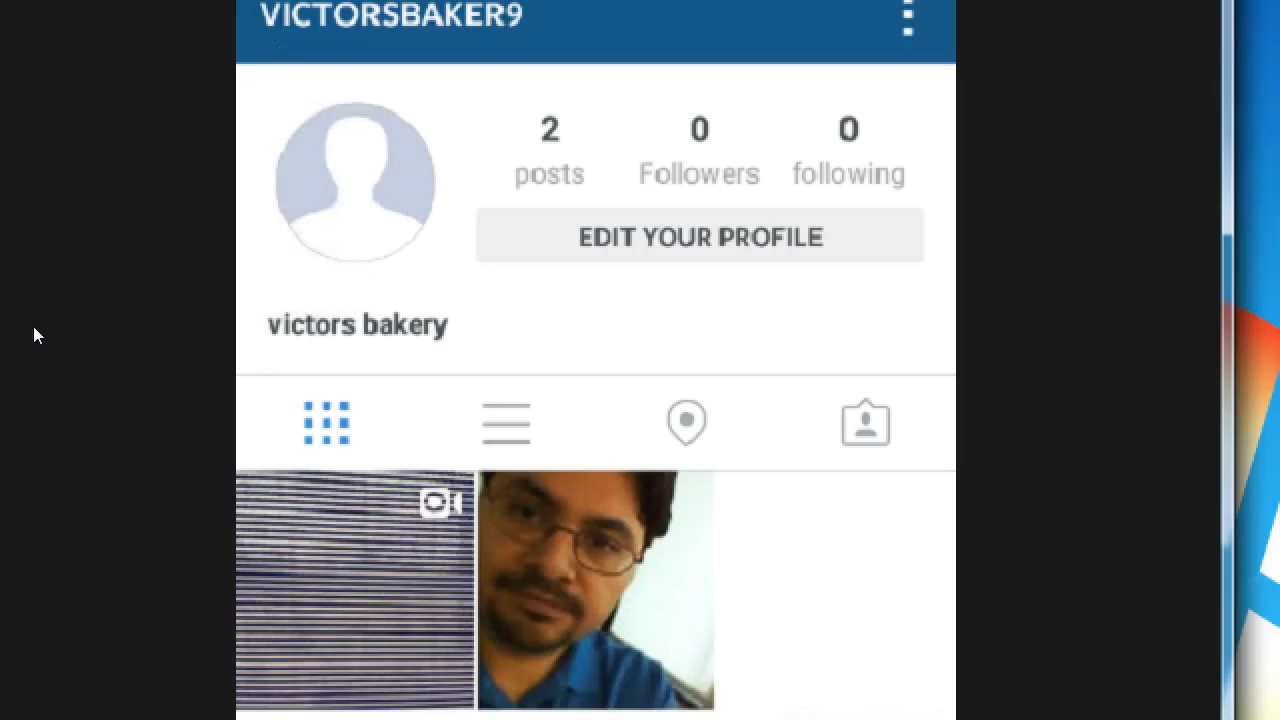 VICTORSBAKER9
2 0 0
posts Followers following
EDIT YOUR PROFILE
victors bakery